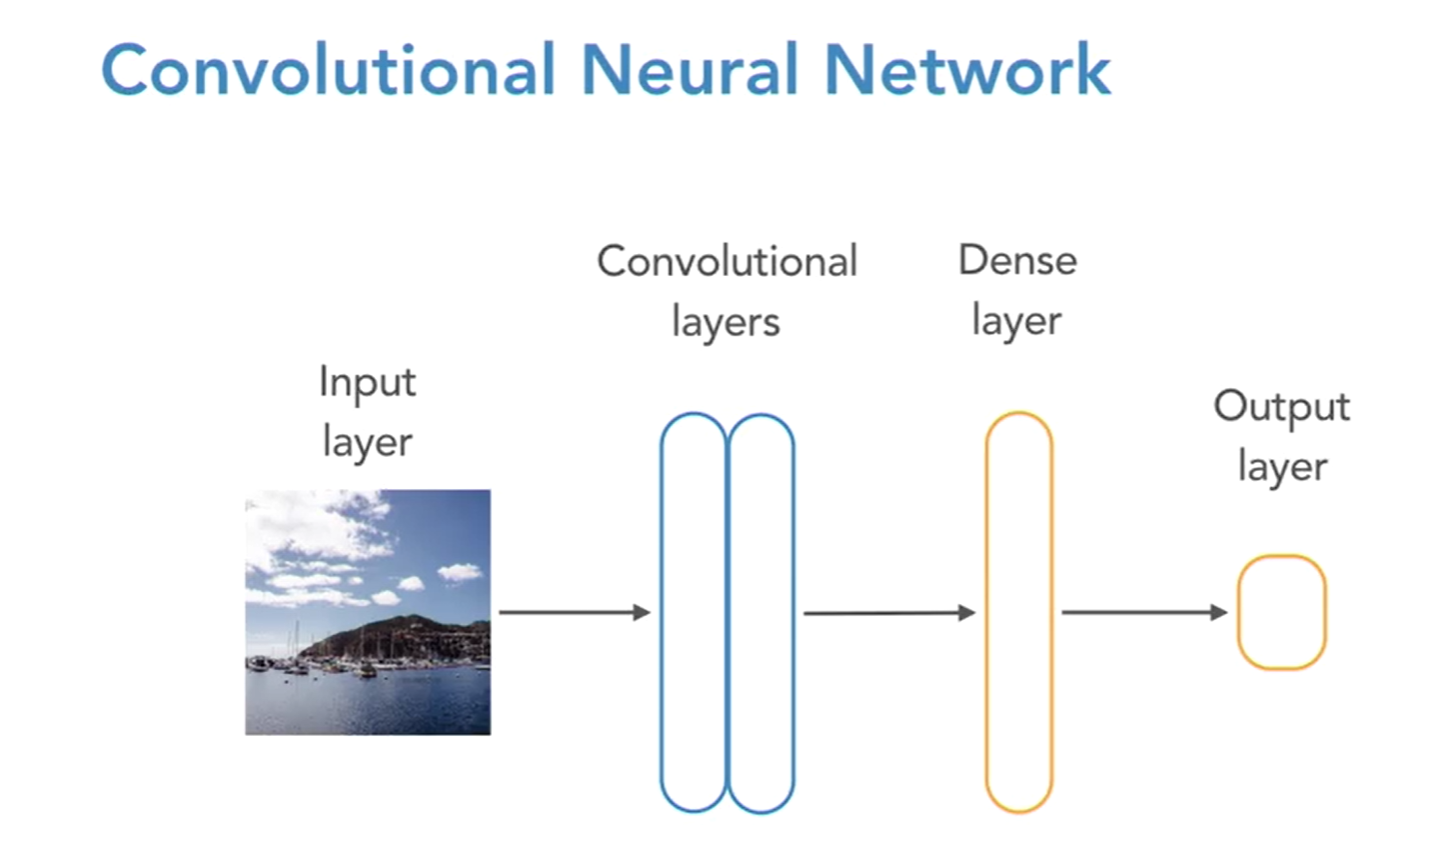 Convolutional Neural Network
Input
layer
Convolutional
layers
Dense
layer
Output
layer